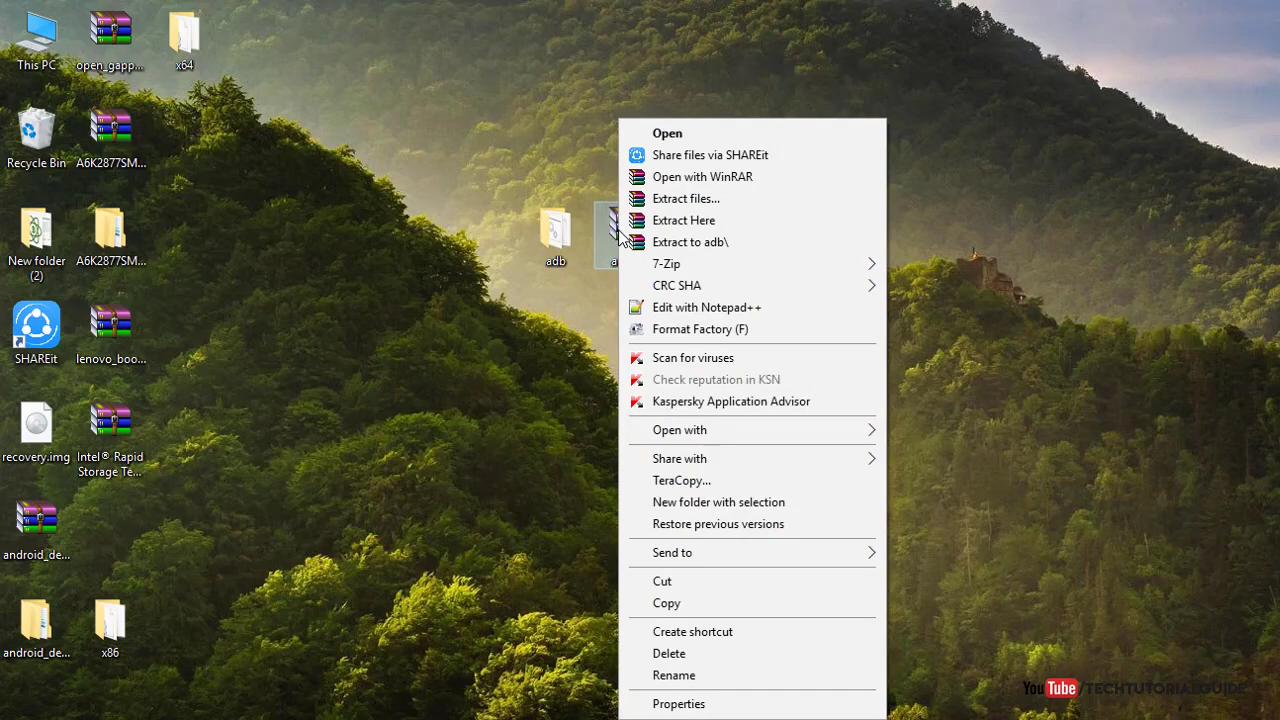 This PC
open_gapp...
x64
Recycle Bin
A6K2877SM...
New folder
(2)
A6K2877SM...
SHAREit
lenovo_boo...
recovery.img
Intel® Rapid
Storage Te...
android_de...
android_de...
x86
adb
Open
Share files via SHAREit
Open with WinRAR
Extract files...
Extract Here
Extract to adb\
7-Zip
CRC SHA
Edit with Notepad++
Format Factory (F)
Scan for viruses
Check reputation in KSN
Kaspersky Application Advisor
Open with
Share with
TeraCopy...
New folder with selection
Restore previous versions
Send to
Cut
Copy
Create shortcut
Delete
Rename
Properties
YouTube/TECHTUTORIALGUIDE